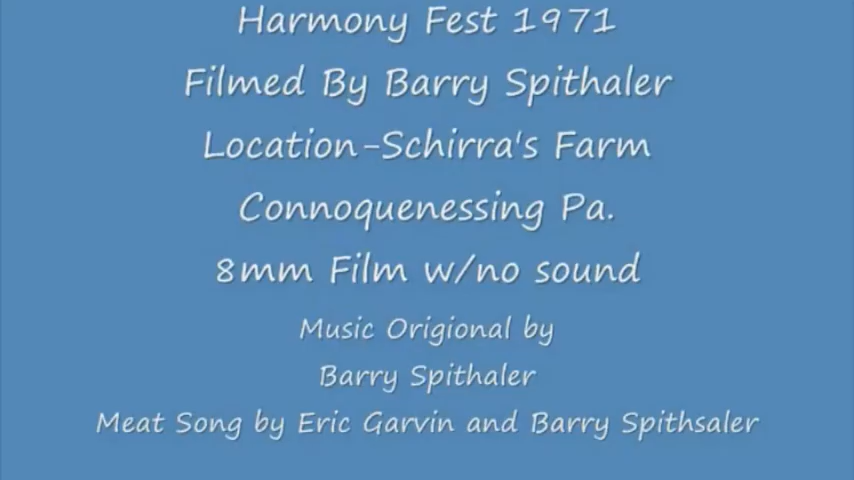 Harmony Fest 1971
Filmed By Barry Spithaler
Location-Schirra's Farm
Connoquenessing Pa.
8mm Film w/no sound
Music Origional by
Barry Spithaler
Meat Song by Eric Garvin and Barry Spithsaler